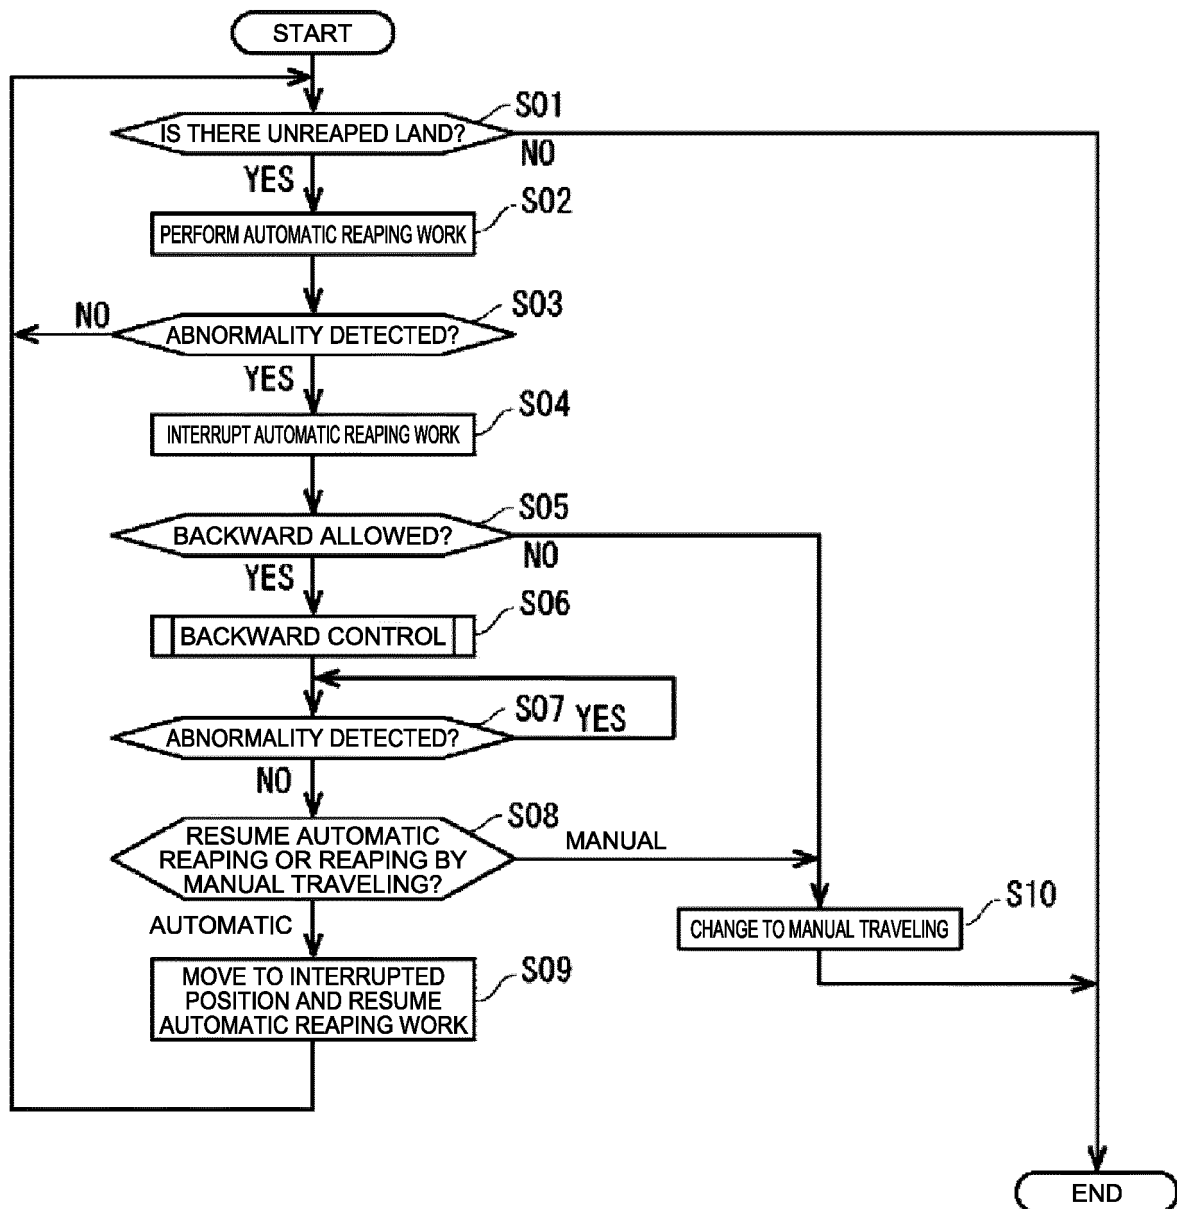 START
S01
IS THERE UNREAPED LAND?
NO
YES
S02
PERFORM AUTOMATIC REAPING WORK
S03
NO
ABNORMALITY DETECTED?
YES
S04
INTERRUPT AUTOMATIC REAPING WORK
S05
BACKWARD ALLOWED?
NO
YES
S06
BACKWARD CONTROL
S07
YES
ABNORMALITY DETECTED?
NO
S08
RESUME AUTOMATIC
REAPING OR REAPING BY
MANUAL TRAVELING?
MANUAL
AUTOMATIC
S10
CHANGE TO MANUAL TRAVELING
S09
MOVE TO INTERRUPTED
POSITION AND RESUME
AUTOMATIC REAPING WORK
END